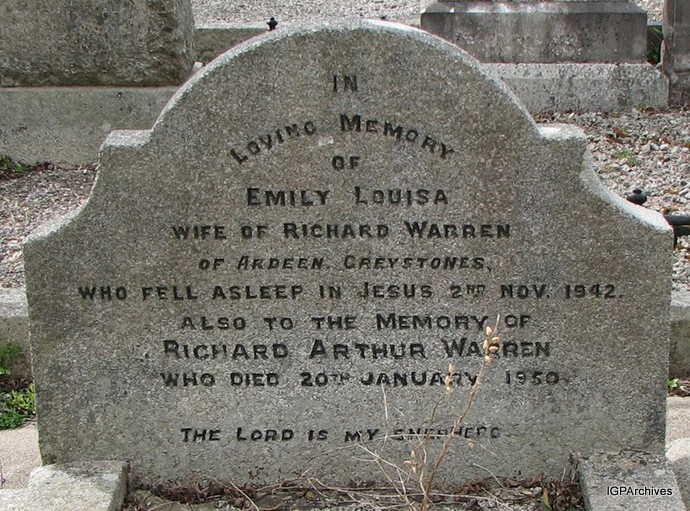 IN
LOVING MEMORY
OF
EMILY LOUISA
WIFE OF RICHARD WARREN
OF ARDEEN, GREYSTONES,
WHO FELL ASLEEP IN JESUS 2ND NOV. 1942.
ALSO TO THE MEMORY OF
RICHARD ARTHUR WARREN
WHO DIED 20TH JANUARY 1950
THE LORD IS MY SHEPHERD
IGPArchives